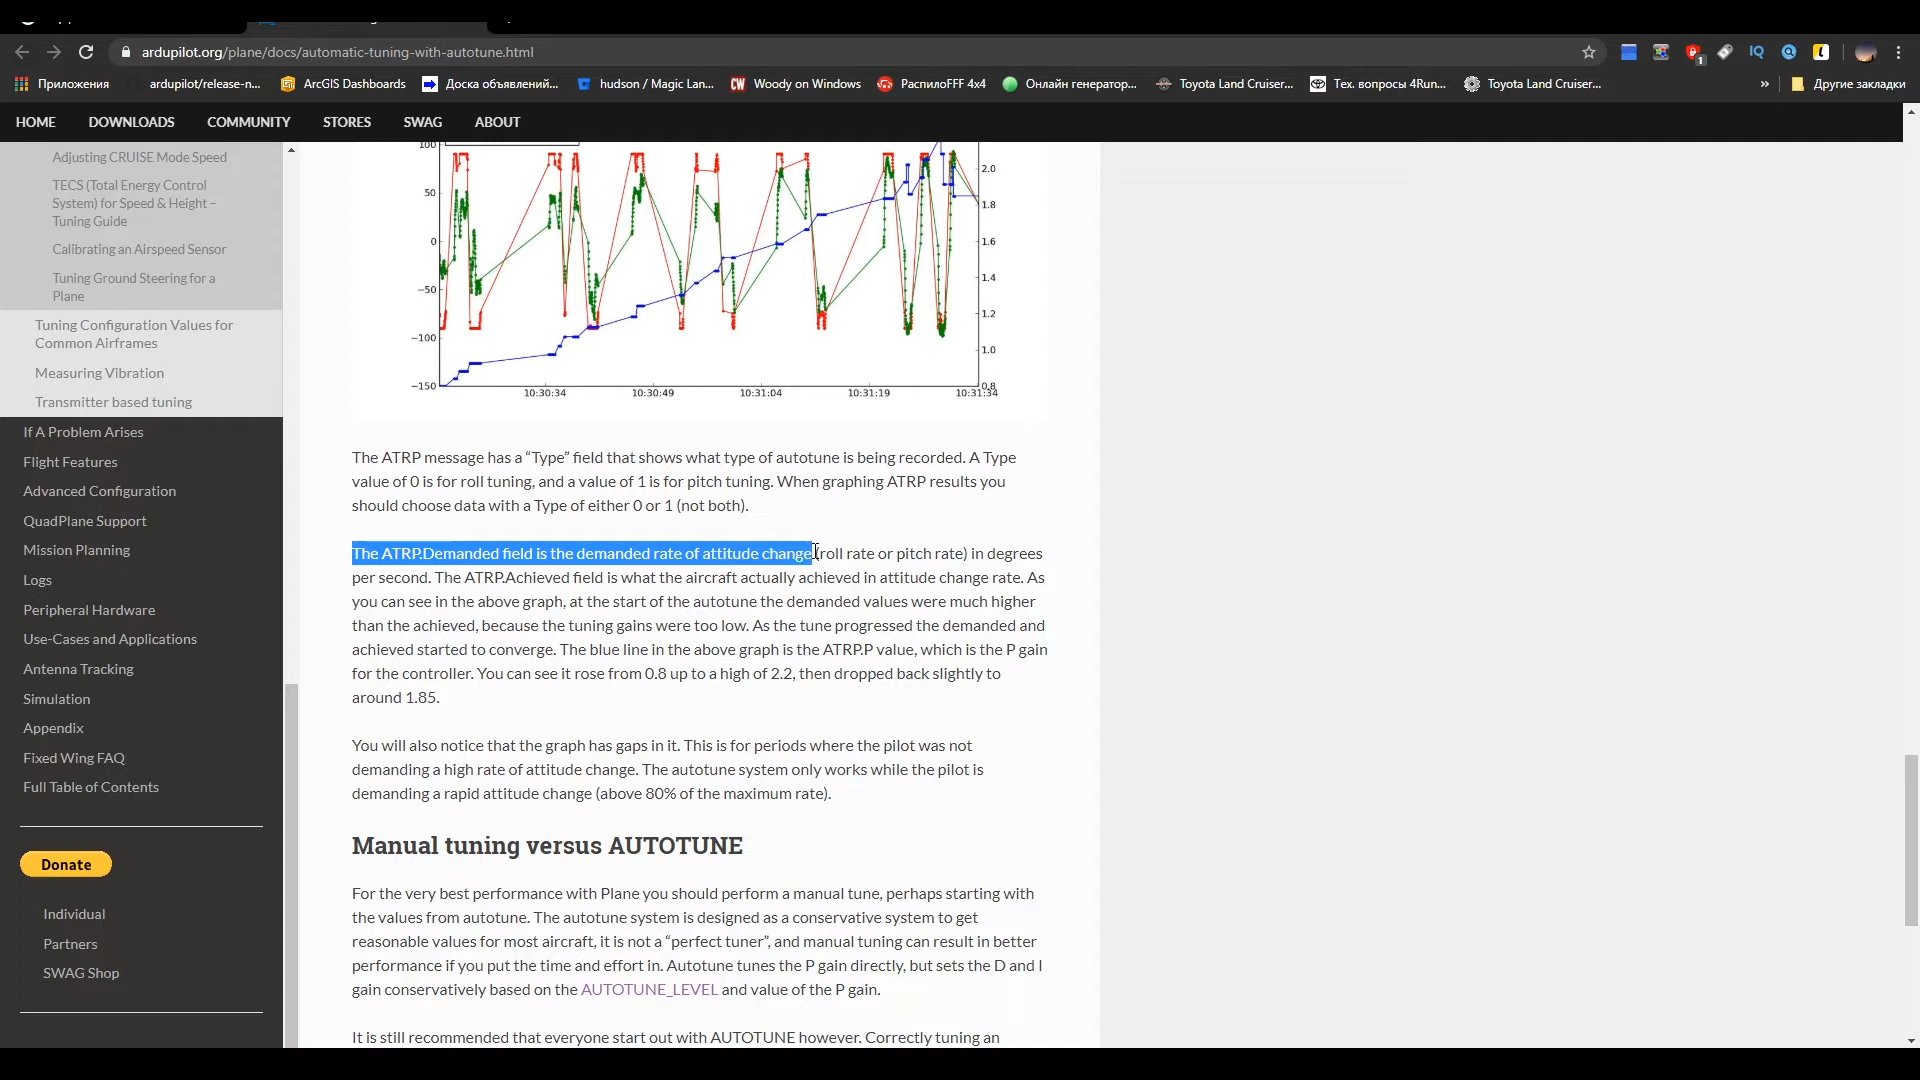 ardupilot.org/plane/docs/automatic-tuning-with-autotune.html
1
Приложения
ardupilot/release-n...
ArcGIS Dashboards
Доска объявлений...
hudson / Magic Lan...
CW
Woody on Windows
РаспилоFFF 4x4
Онлайн генератор...
Toyota Land Cruiser...
Тех. вопросы 4Run...
Toyota Land Cruiser...
»
Другие закладки
HOME
DOWNLOADS
COMMUNITY
STORES
SWAG
ABOUT
Adjusting CRUISE Mode Speed
TECS (Total Energy Control
System) for Speed & Height –
Tuning Guide
Calibrating an Airspeed Sensor
Tuning Ground Steering for a
Plane
Tuning Configuration Values for
Common Airframes
Measuring Vibration
Transmitter based tuning
If A Problem Arises
Flight Features
Advanced Configuration
QuadPlane Support
Mission Planning
Logs
Peripheral Hardware
Use-Cases and Applications
Antenna Tracking
Simulation
Appendix
Fixed Wing FAQ
Full Table of Contents
Donate
Individual
Partners
SWAG Shop
100
50
0
−50
−100
−150
2.0
1.8
1.6
1.4
1.2
1.0
0.8
10:30:34
10:30:49
10:31:04
10:31:19
10:31:34
The ATRP message has a “Type” field that shows what type of autotune is being recorded. A Type
value of 0 is for roll tuning, and a value of 1 is for pitch tuning. When graphing ATRP results you
should choose data with a Type of either 0 or 1 (not both).
The ATRP.Demanded field is the demanded rate of attitude change (roll rate or pitch rate) in degrees
per second. The ATRP.Achieved field is what the aircraft actually achieved in attitude change rate. As
you can see in the above graph, at the start of the autotune the demanded values were much higher
than the achieved, because the tuning gains were too low. As the tune progressed the demanded and
achieved started to converge. The blue line in the above graph is the ATRP.P value, which is the P gain
for the controller. You can see it rose from 0.8 up to a high of 2.2, then dropped back slightly to
around 1.85.
You will also notice that the graph has gaps in it. This is for periods where the pilot was not
demanding a high rate of attitude change. The autotune system only works while the pilot is
demanding a rapid attitude change (above 80% of the maximum rate).
Manual tuning versus AUTOTUNE
For the very best performance with Plane you should perform a manual tune, perhaps starting with
the values from autotune. The autotune system is designed as a conservative system to get
reasonable values for most aircraft, it is not a “perfect tuner”, and manual tuning can result in better
performance if you put the time and effort in. Autotune tunes the P gain directly, but sets the D and I
gain conservatively based on the AUTOTUNE_LEVEL and value of the P gain.
It is still recommended that everyone start out with AUTOTUNE however. Correctly tuning an